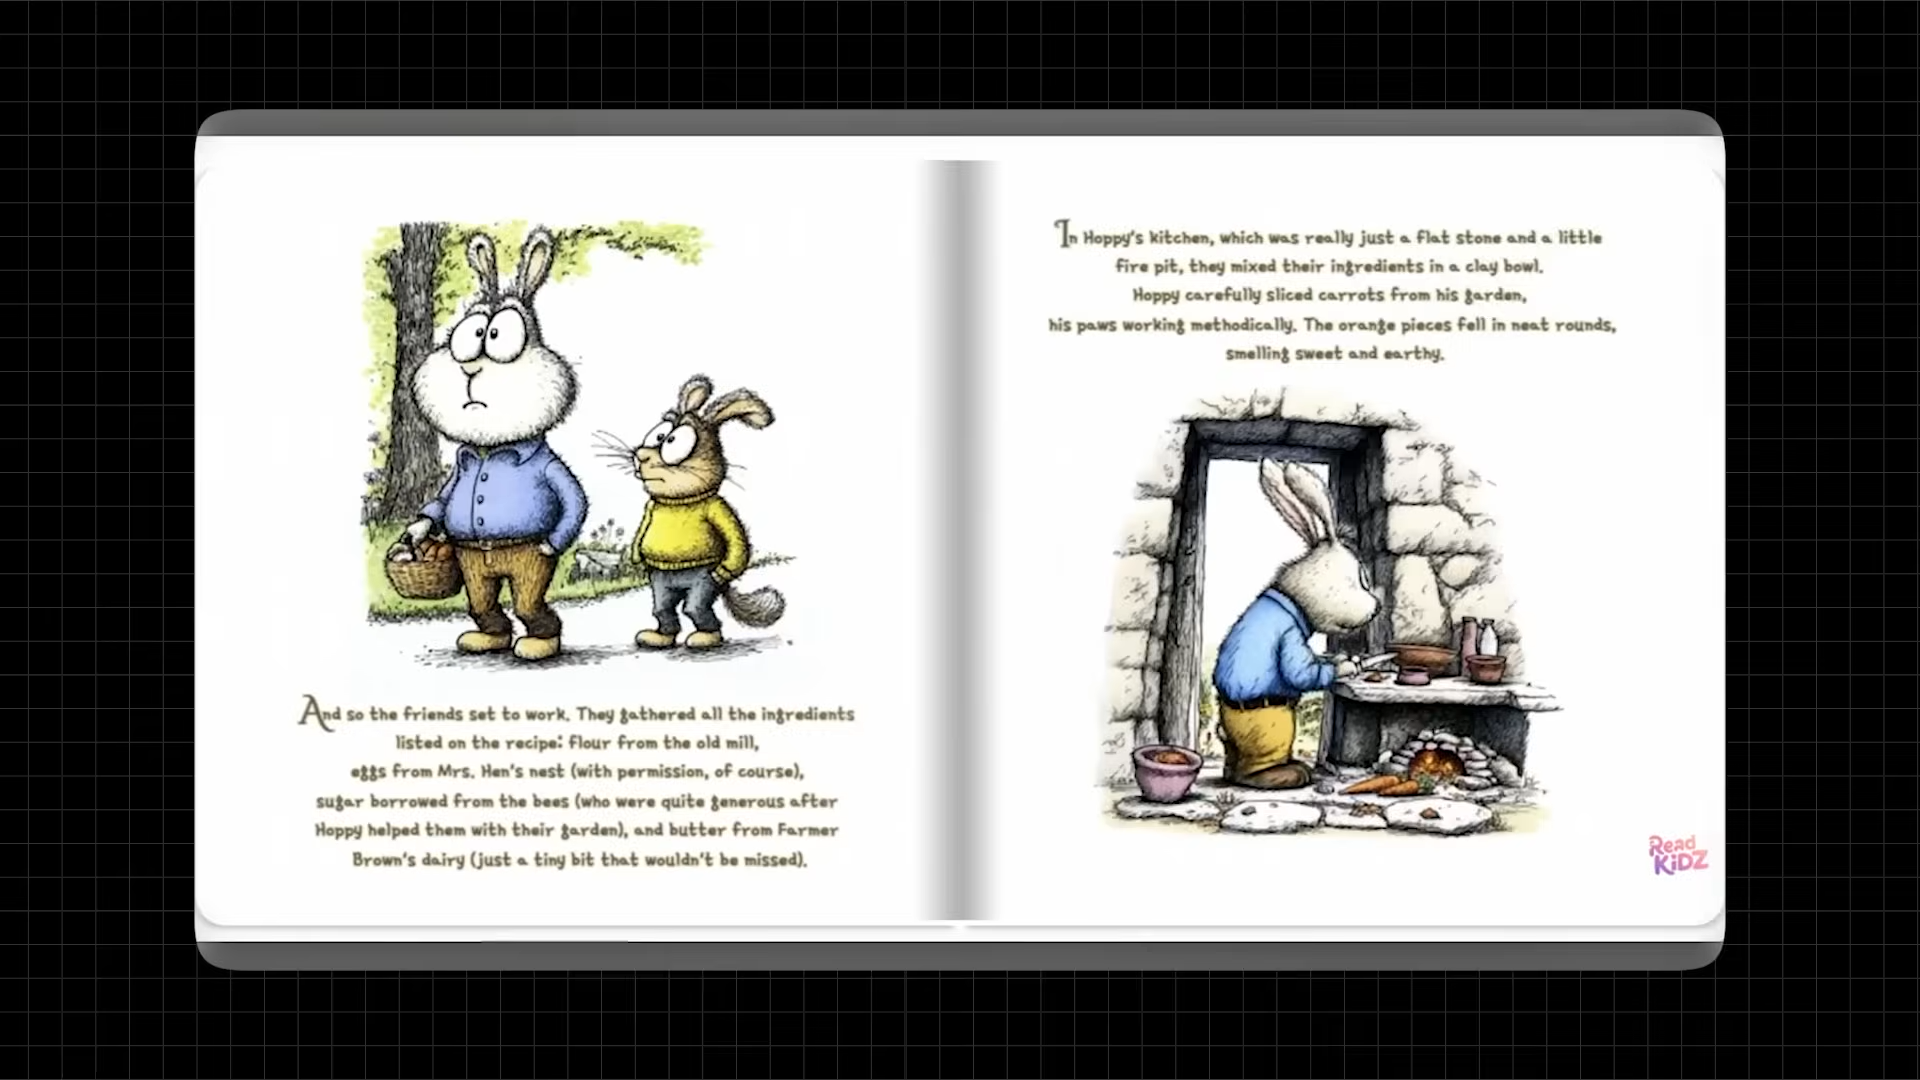 And so the friends set to work. They gathered all the ingredients
listed on the recipe: flour from the old mill,
eggs from Mrs. Hen's nest (with permission, of course),
sugar borrowed from the bees (who were quite generous after
Hoppy helped them with their garden), and butter from Farmer
Brown's dairy (just a tiny bit that wouldn't be missed).
In Hoppy's kitchen, which was really just a flat stone and a little
fire pit, they mixed their ingredients in a clay bowl.
Hoppy carefully sliced carrots from his garden,
his paws working methodically. The orange pieces fell in neat rounds,
smelling sweet and earthy.
Read
KiDZ